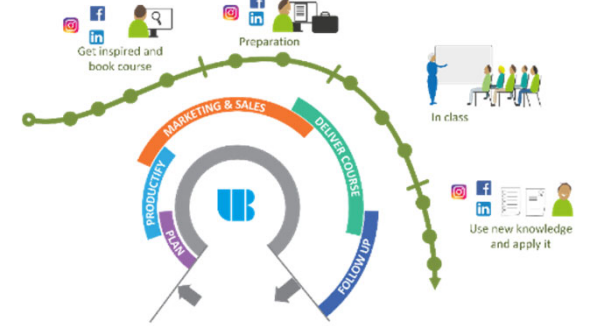 Get inspired and
book course
Preparation
In class
Use new knowledge
and apply it
PLAN
PRODUCTIFY
MARKETING & SALES
DELIVER COURSE
FOLLOW UP